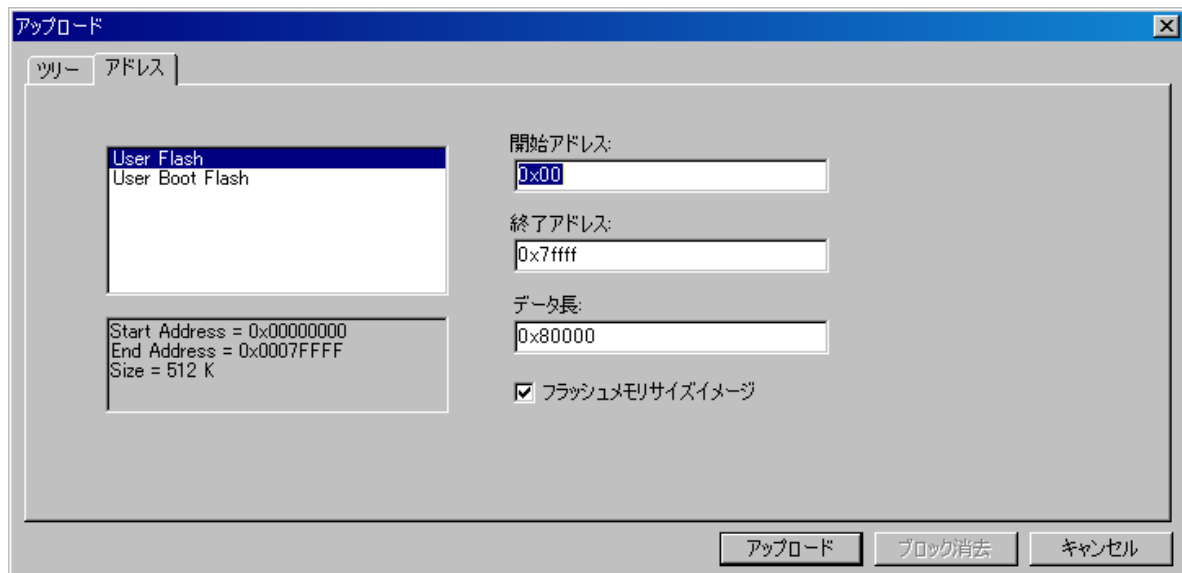 アップロード
ツリー
アドレス
User Flash
User Boot Flash
Start Address = 0x00000000
End Address = 0x0007FFFF
Size = 512 K
開始アドレス:
0x00
終了アドレス:
0x7ffff
データ長:
0x80000
フラッシュメモリサイズイメージ
アップロード
ブロック消去
キャンセル